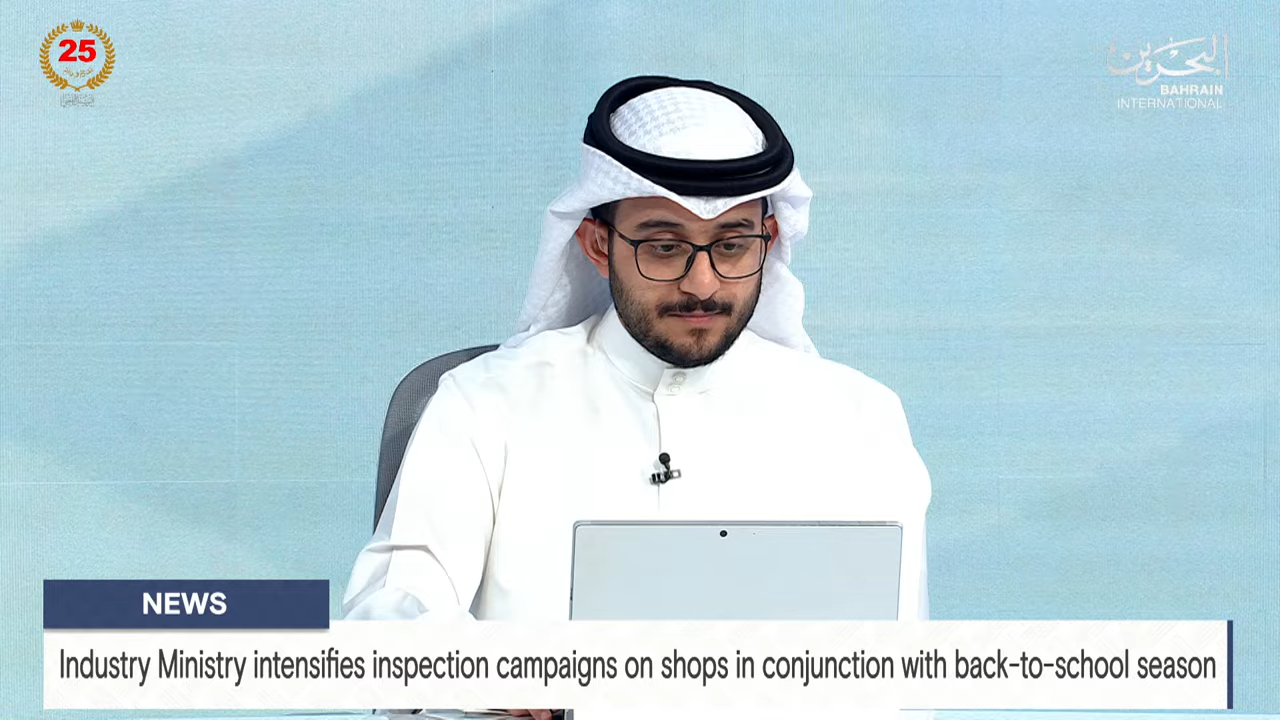 25
البحرين
BAHRAIN
INTERNATIONAL
NEWS
Industry Ministry intensifies inspection campaigns on shops in conjunction with back-to-school season